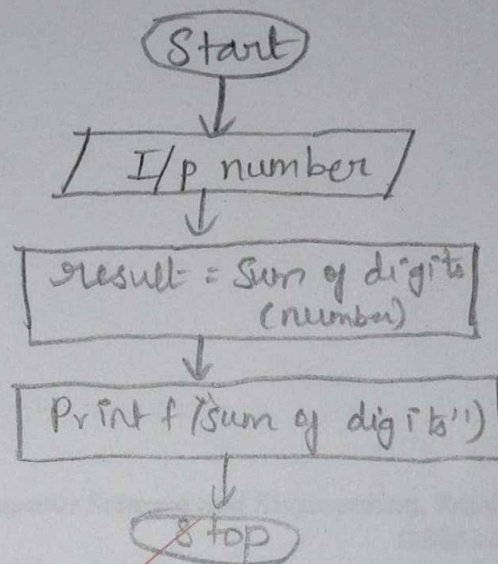 Start
I/p number
result = Sum of digits
(number)
Printf ("sum of digits")
Stop